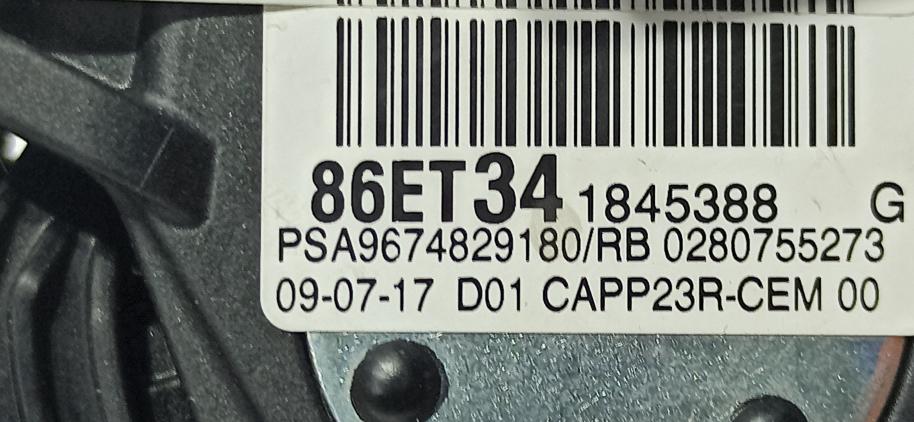 86ET34 1845388 G
PSA9674829180/RB 0280755273
09-07-17 D01 CAPP23R-CEM 00